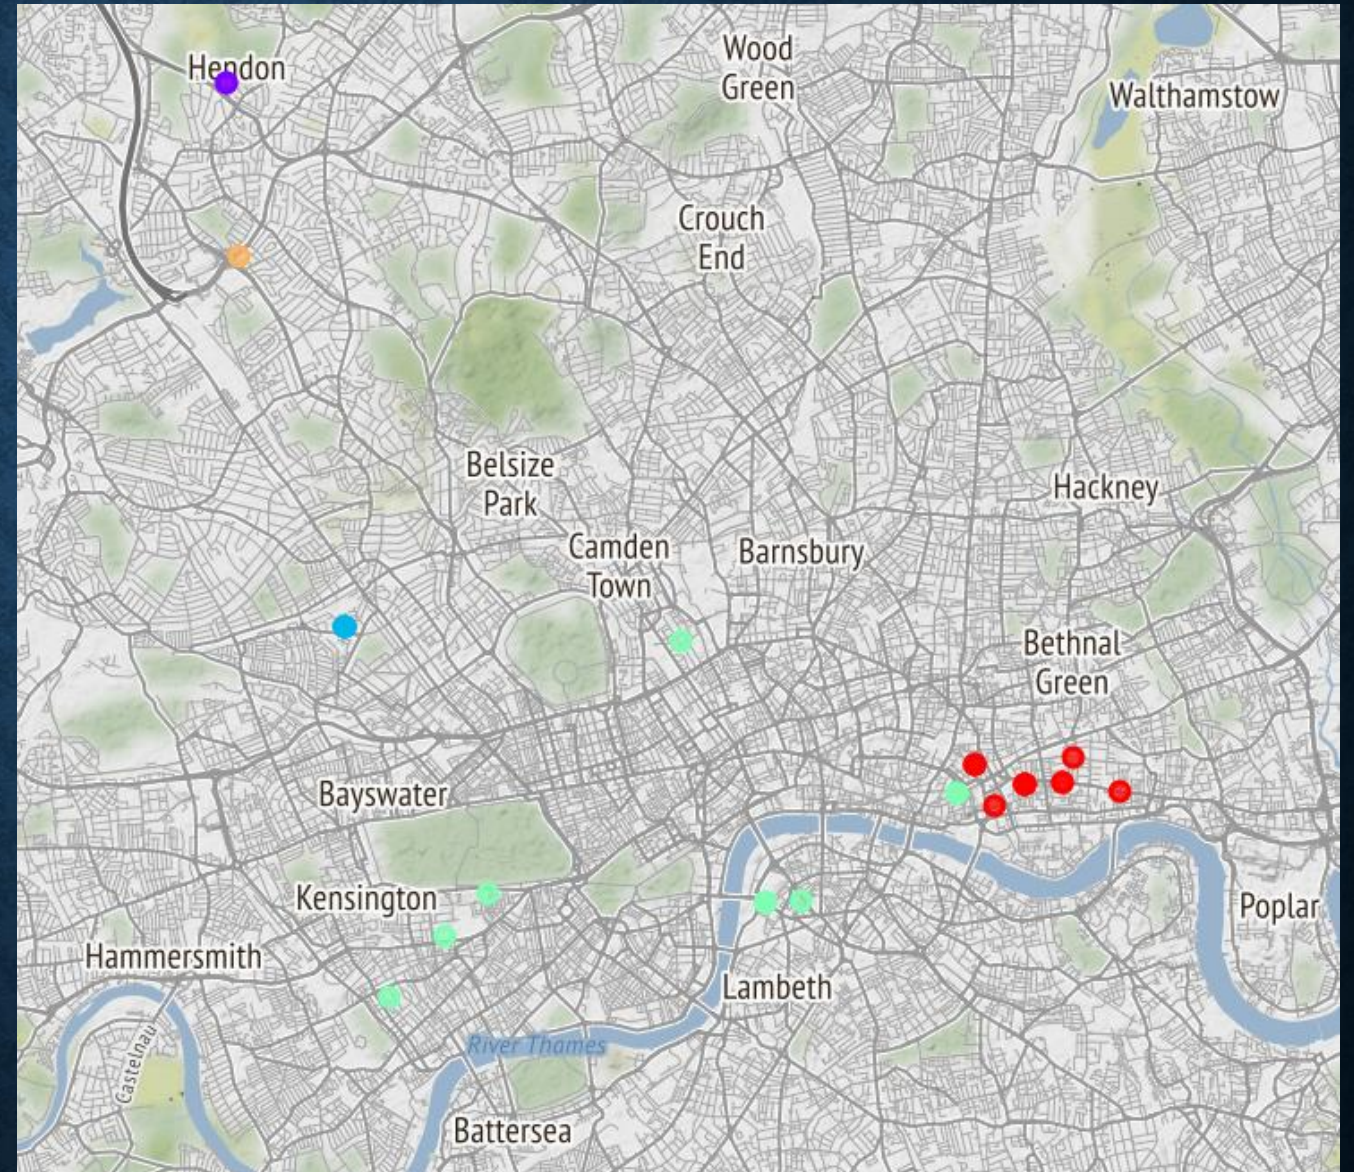 Hendon
Wood
Green
Walthamstow
Crouch
End
Belsize
Park
Hackney
Camden
Town
Barnsbury
Bethnal
Green
Bayswater
Kensington
Poplar
Hammersmith
Lambeth
River Thames
Castelnau
Battersea